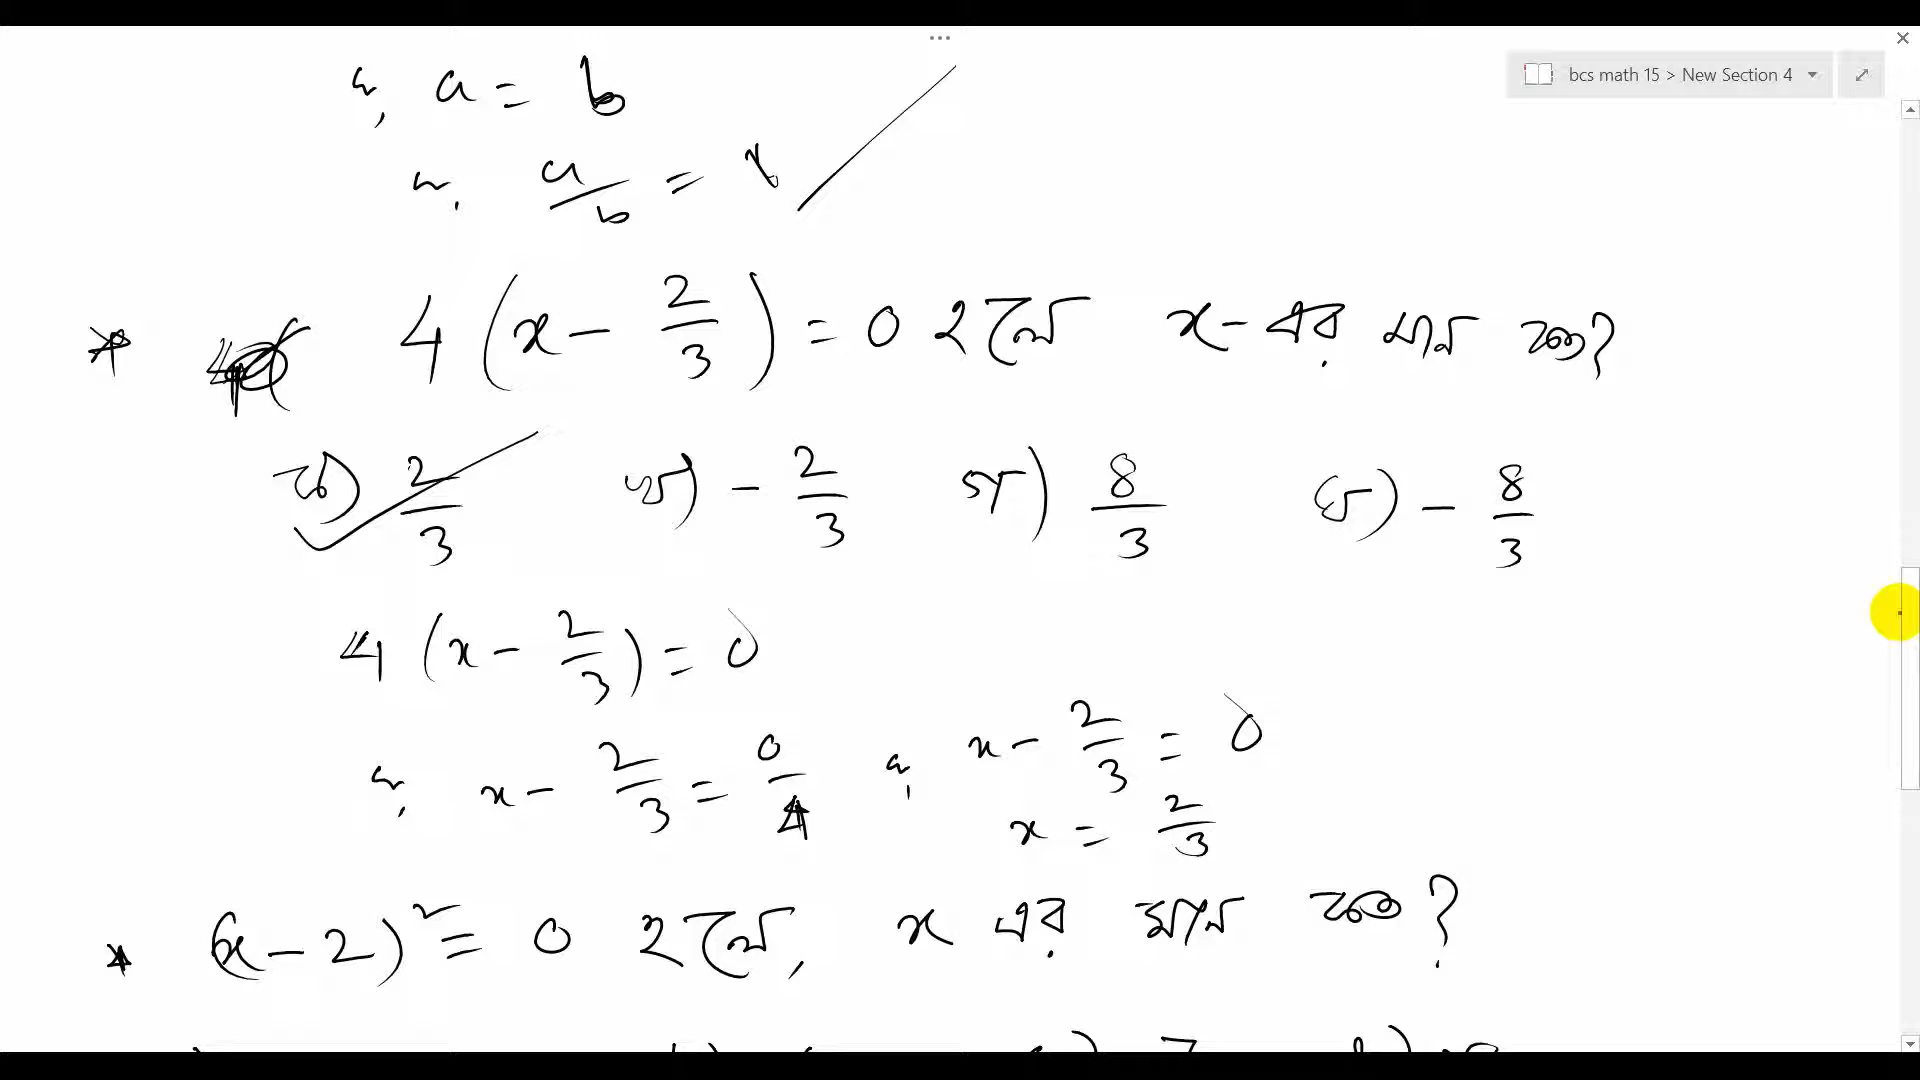 bcs math 15 > New Section 4
বা, a = b
বা, a/b = 1
* 4(x - 2/3) = 0 হলে x-এর মান কত?
ক) 2/3 খ) - 2/3 গ) 8/3 ঘ) - 8/3
4(x - 2/3) = 0
বা, x - 2/3 = 0/4 বা, x - 2/3 = 0
x = 2/3
* (x - 2)² = 0 হলে, x এর মান কত?